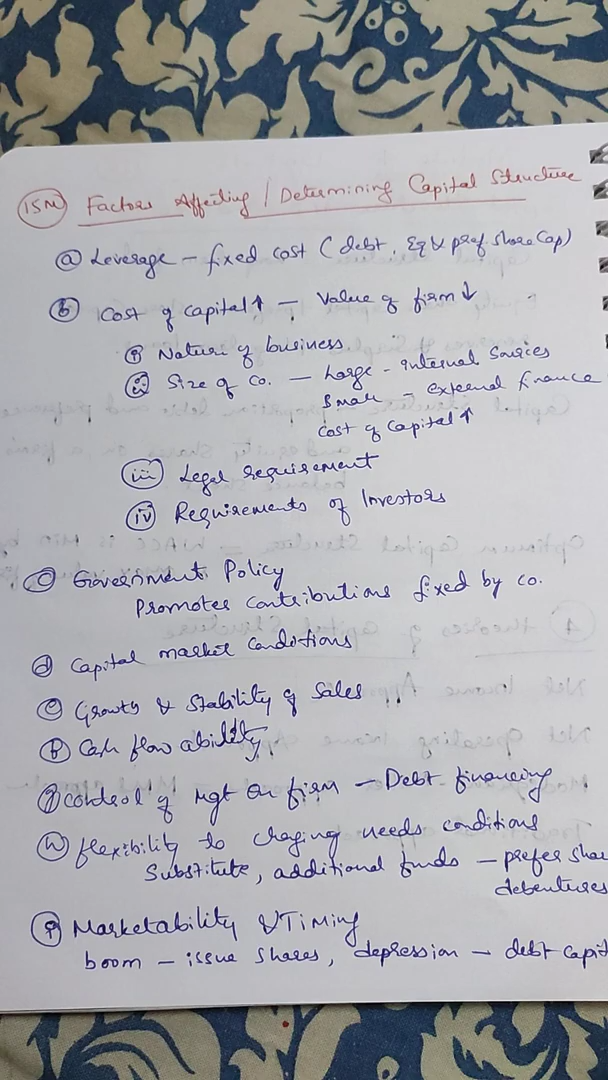 15M Factors Affecting / Determining Capital Structure
(a) Leverage – fixed cost (debt, Eq & pref. share cap)
(b) Cost of capital ↑ – Value of firm ↓
(i) Nature of business
(ii) Size of Co. – Large – internal sources
Small – external finance
cost of capital ↑
(iii) Legal requirement
(iv) Requirements of Investors
(c) Government Policy
Promotes contributions fixed by co.
(d) Capital market conditions
(e) Growth & Stability of Sales
(f) Cash flow ability
(g) control of Mgt on firm – Debt financing
(h) flexibility to chaging needs conditions
Substitute, additional funds – prefer shar
debentures
(i) Marketability & Timing
boom – issue shares, depression – debt capit